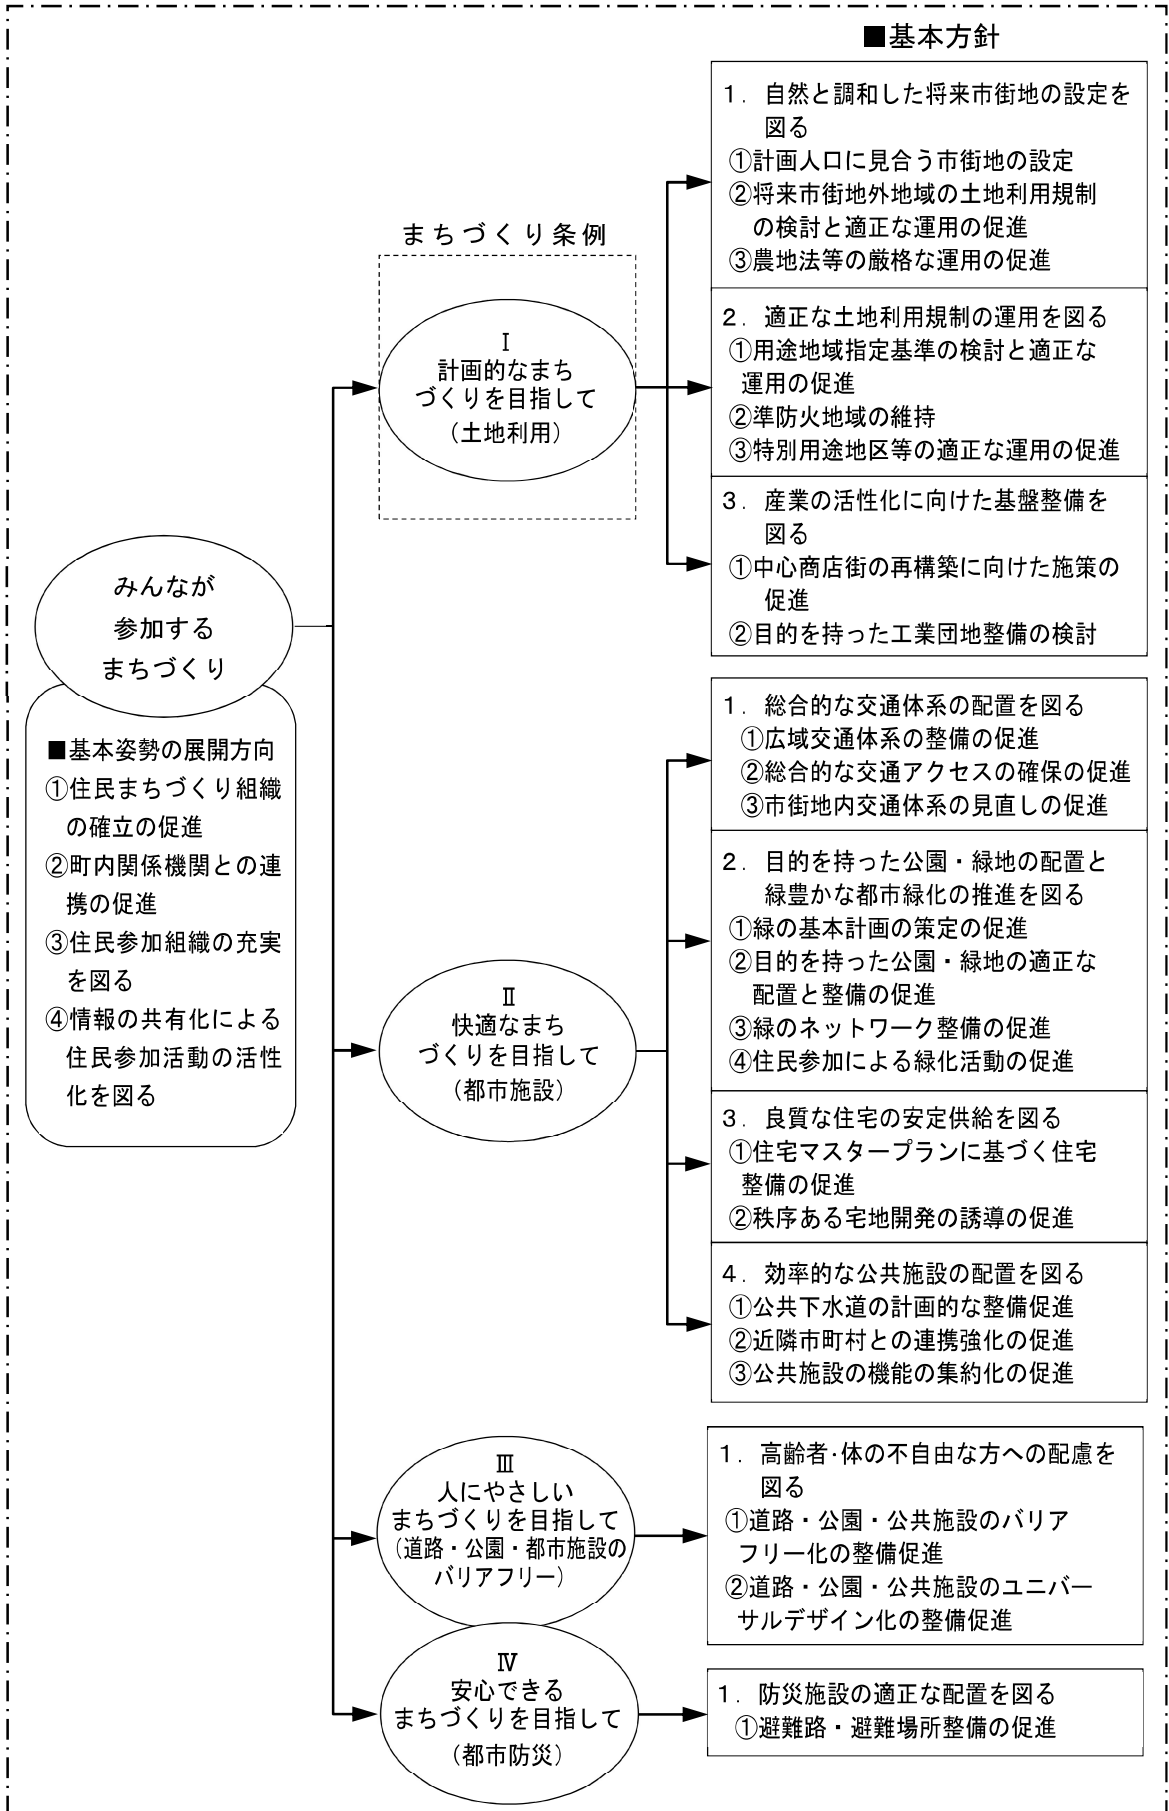 ■基本方針
まちづくり条例
Ⅰ
計画的なまち
づくりを目指して
（土地利用）
1．自然と調和した将来市街地の設定を
図る
①計画人口に見合う市街地の設定
②将来市街地外地域の土地利用規制
の検討と適正な運用の促進
③農地法等の厳格な運用の促進
2．適正な土地利用規制の運用を図る
①用途地域指定基準の検討と適正な
運用の促進
②準防火地域の維持
③特別用途地区等の適正な運用の促進
3．産業の活性化に向けた基盤整備を
図る
①中心商店街の再構築に向けた施策の
促進
②目的を持った工業団地整備の検討
みんなが
参加する
まちづくり
■基本姿勢の展開方向
①住民まちづくり組織
の確立の促進
②町内関係機関との連
携の促進
③住民参加組織の充実
を図る
④情報の共有化による
住民参加活動の活性
化を図る
Ⅱ
快適なまち
づくりを目指して
（都市施設）
1．総合的な交通体系の配置を図る
①広域交通体系の整備の促進
②総合的な交通アクセスの確保の促進
③市街地内交通体系の見直しの促進
2．目的を持った公園・緑地の配置と
緑豊かな都市緑化の推進を図る
①緑の基本計画の策定の促進
②目的を持った公園・緑地の適正な
配置と整備の促進
③緑のネットワーク整備の促進
④住民参加による緑化活動の促進
3．良質な住宅の安定供給を図る
①住宅マスタープランに基づく住宅
整備の促進
②秩序ある宅地開発の誘導の促進
4．効率的な公共施設の配置を図る
①公共下水道の計画的な整備促進
②近隣市町村との連携強化の促進
③公共施設の機能の集約化の促進
Ⅲ
人にやさしい
まちづくりを目指して
（道路・公園・都市施設の
バリアフリー）
1．高齢者・体の不自由な方への配慮を
図る
①道路・公園・公共施設のバリア
フリー化の整備促進
②道路・公園・公共施設のユニバー
サルデザイン化の整備促進
Ⅳ
安心できる
まちづくりを目指して
（都市防災）
1．防災施設の適正な配置を図る
①避難路・避難場所整備の促進